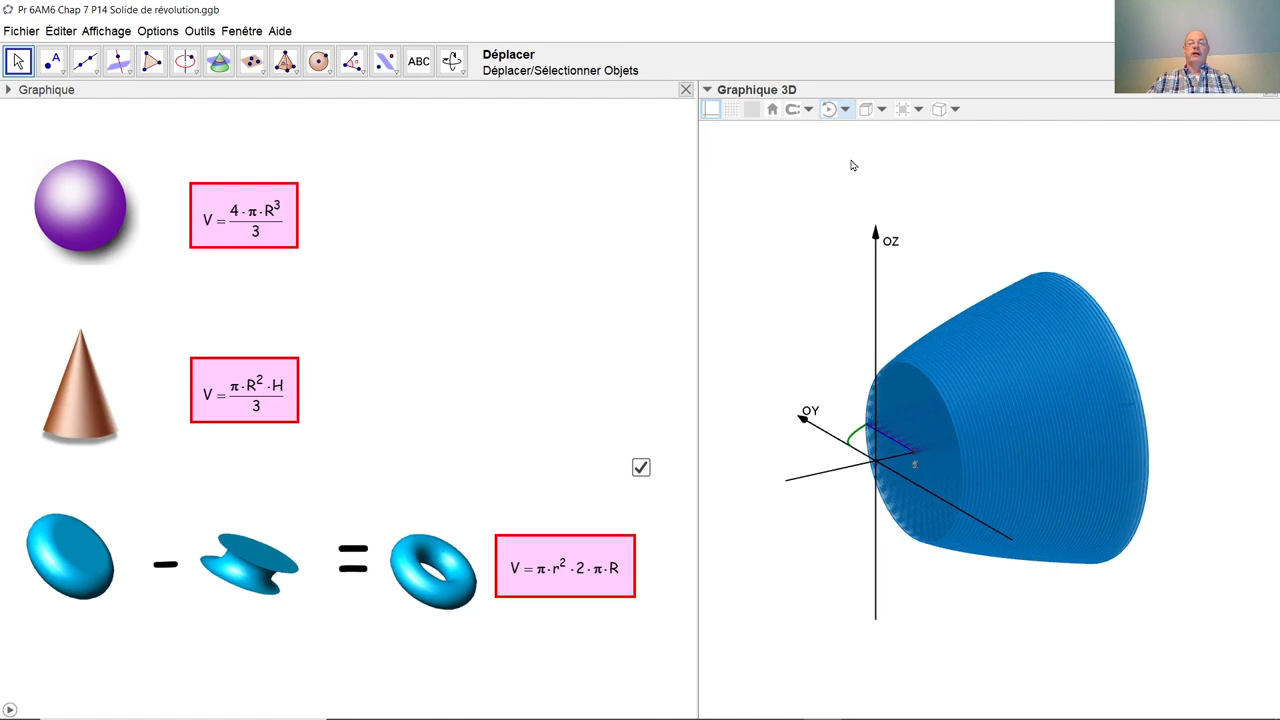 Pr 6AM6 Chap 7 P14 Solide de révolution.ggb
Fichier Éditer Affichage Options Outils Fenêtre Aide
A
ABC
Déplacer
Déplacer/Sélectionner Objets
Graphique
Graphique 3D
V = 4·π·R³/3
V = π·R²·H/3
V = π·r²·2·π·R
OZ
OY